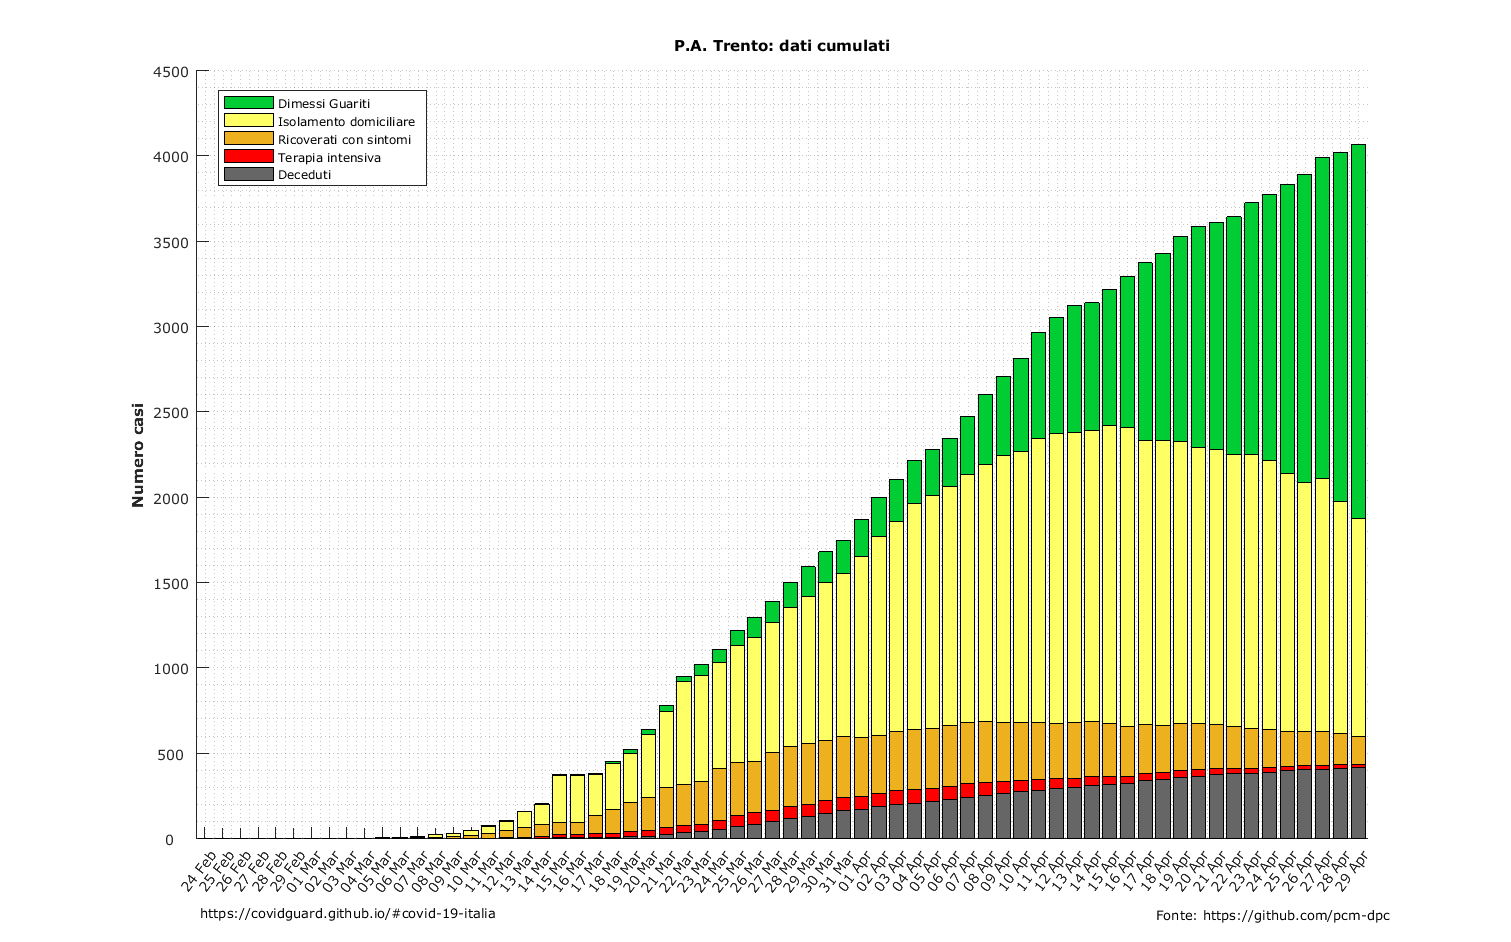 P.A. Trento: dati cumulati
4500
4000
3500
3000
2500
2000
1500
1000
500
0
Numero casi
Dimessi Guariti
Isolamento domiciliare
Ricoverati con sintomi
Terapia intensiva
Deceduti
24 Feb
25 Feb
26 Feb
27 Feb
28 Feb
29 Feb
01 Mar
02 Mar
03 Mar
04 Mar
05 Mar
06 Mar
07 Mar
08 Mar
09 Mar
10 Mar
11 Mar
12 Mar
13 Mar
14 Mar
15 Mar
16 Mar
17 Mar
18 Mar
19 Mar
20 Mar
21 Mar
22 Mar
23 Mar
24 Mar
25 Mar
26 Mar
27 Mar
28 Mar
29 Mar
30 Mar
31 Mar
01 Apr
02 Apr
03 Apr
04 Apr
05 Apr
06 Apr
07 Apr
08 Apr
09 Apr
10 Apr
11 Apr
12 Apr
13 Apr
14 Apr
15 Apr
16 Apr
17 Apr
18 Apr
19 Apr
20 Apr
21 Apr
22 Apr
23 Apr
24 Apr
25 Apr
26 Apr
27 Apr
28 Apr
29 Apr
https://covidguard.github.io/#covid-19-italia
Fonte: https://github.com/pcm-dpc